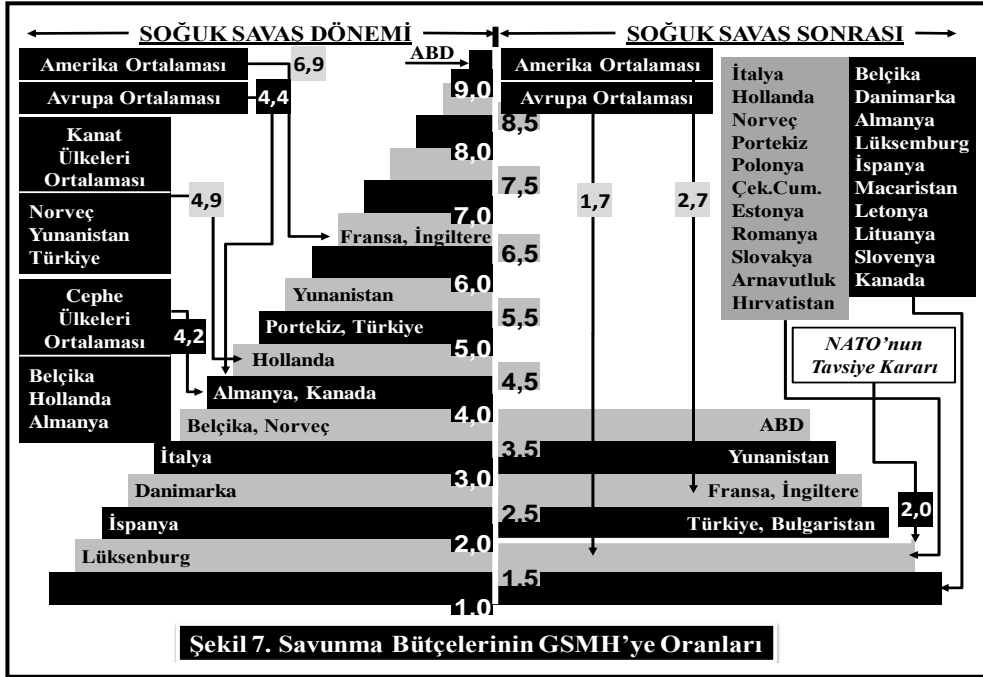 SOĞUK SAVAS DÖNEMİ
SOĞUK SAVAS SONRASI
Amerika Ortalaması
6,9
Avrupa Ortalaması
4,4
Kanat
Ülkeleri
Ortalaması
4,9
Norveç
Yunanistan
Türkiye
Cephe
Ülkeleri
Ortalaması
4,2
Belçika
Hollanda
Almanya
ABD
Fransa, İngiltere
Yunanistan
Portekiz, Türkiye
Hollanda
Almanya, Kanada
Belçika, Norveç
İtalya
Danimarka
İspanya
Lüksenburg
9,0
8,5
8,0
7,5
7,0
6,5
6,0
5,5
5,0
4,5
4,0
3,5
3,0
2,5
2,0
1,5
1,0
Amerika Ortalaması
Avrupa Ortalaması
1,7
2,7
İtalya
Hollanda
Norveç
Portekiz
Polonya
Çek.Cum.
Estonya
Romanya
Slovakya
Arnavutluk
Hırvatistan
Belçika
Danimarka
Almanya
Lüksemburg
İspanya
Macaristan
Letonya
Lituanya
Slovenya
Kanada
NATO’nun
Tavsiye Kararı
2,0
ABD
Yunanistan
Fransa, İngiltere
Türkiye, Bulgaristan
Şekil 7. Savunma Bütçelerinin GSMH’ye Oranları